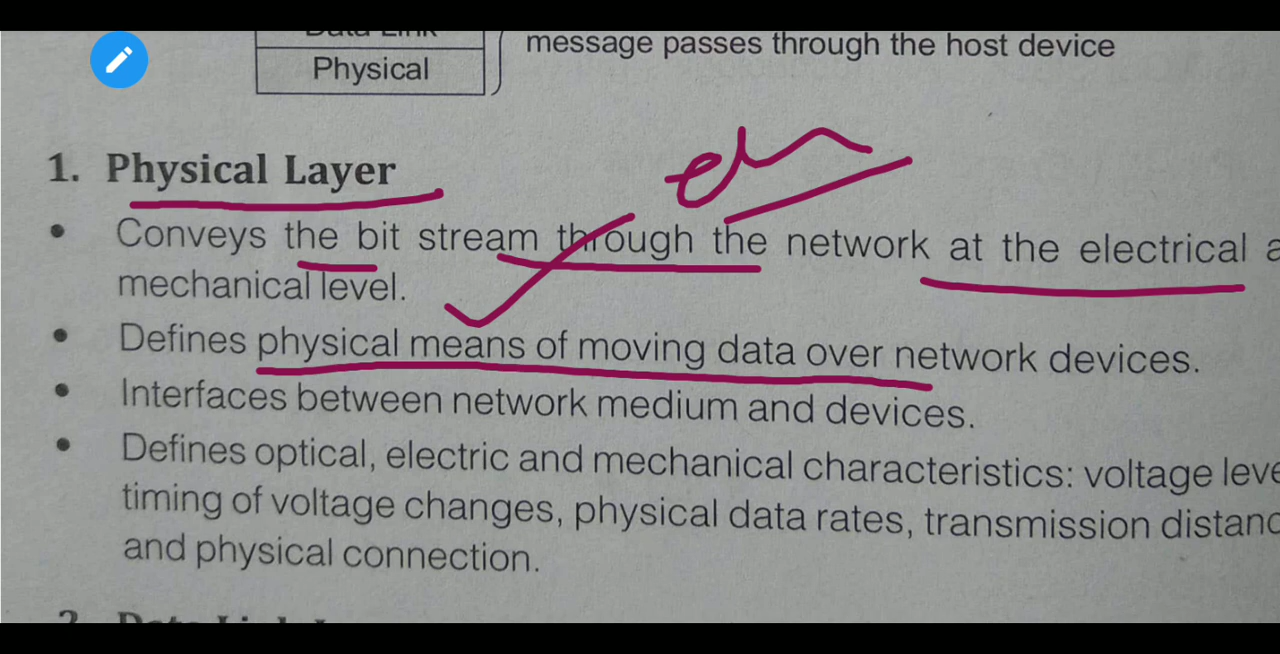 message passes through the host device
Physical
1. Physical Layer
• Conveys the bit stream through the network at the electrical
mechanical level.
• Defines physical means of moving data over network devices.
• Interfaces between network medium and devices.
• Defines optical, electric and mechanical characteristics: voltage
timing of voltage changes, physical data rates, transmission
and physical connection.